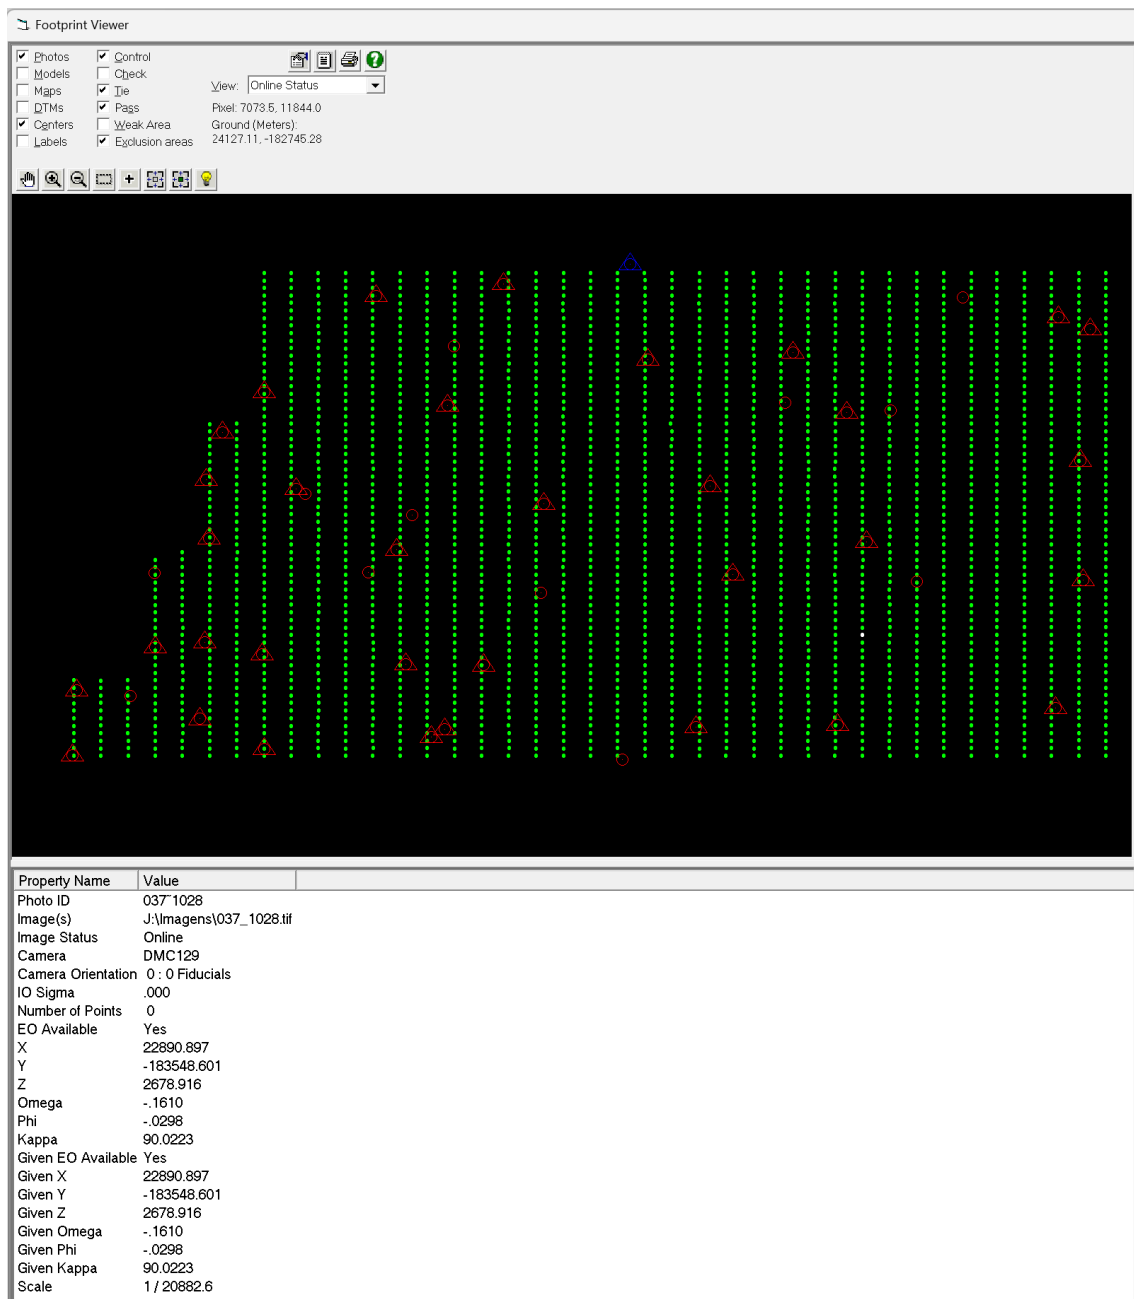 Footprint Viewer
Photos Control
Models Check
Maps Tie View: Online Status
DTMs Pass Pixel: 7073.5, 11844.0
Centers Weak Area Ground (Meters):
Labels Exclusion areas 24127.11, -182745.28
Property Name Value
Photo ID 037~1028
Image(s) J:\Imagens\037_1028.tif
Image Status Online
Camera DMC129
Camera Orientation 0 : 0 Fiducials
IO Sigma .000
Number of Points 0
EO Available Yes
X 22890.897
Y -183548.601
Z 2678.916
Omega -.1610
Phi -.0298
Kappa 90.0223
Given EO Available Yes
Given X 22890.897
Given Y -183548.601
Given Z 2678.916
Given Omega -.1610
Given Phi -.0298
Given Kappa 90.0223
Scale 1 / 20882.6